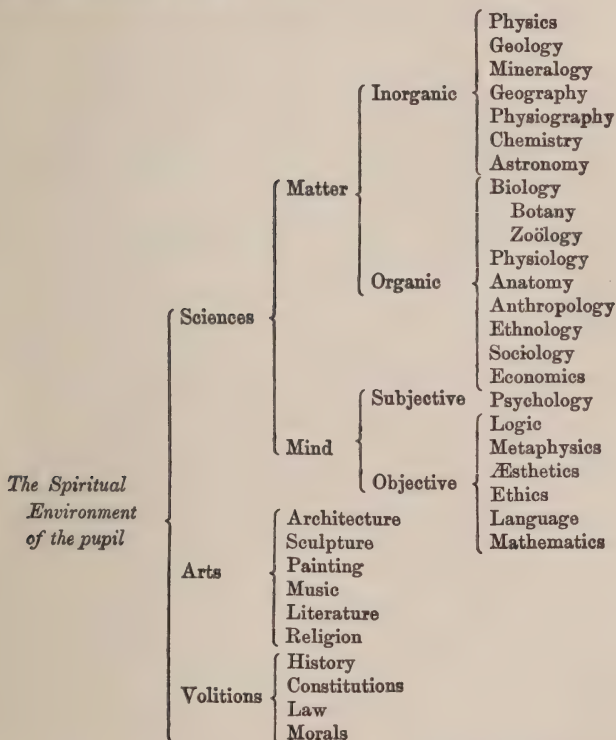 Physics
Geology
Mineralogy
Inorganic Geography
Physiography
Chemistry
Astronomy
Matter Biology
Botany
Zoölogy
Physiology
Organic Anatomy
Anthropology
Sciences Ethnology
Sociology
Economics
Subjective Psychology
Logic
Mind Metaphysics
Æsthetics
The Spiritual Objective Ethics
Environment Architecture Language
of the pupil Sculpture Mathematics
Arts Painting
Music
Literature
Religion
History
Volitions Constitutions
Law
Morals